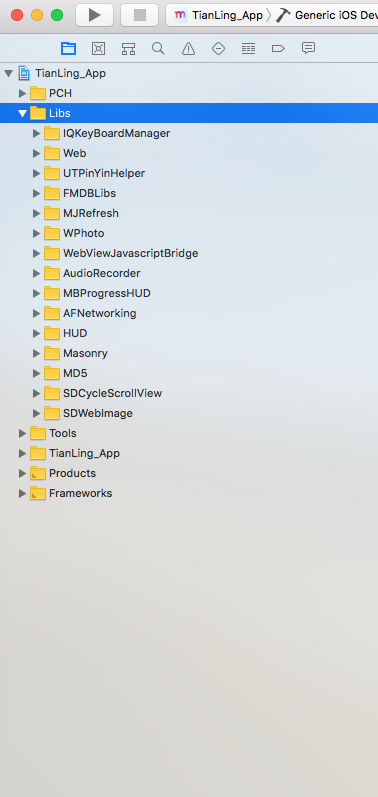 TianLing_App
Generic iOS Dev
TianLing_App
PCH
Libs
IQKeyBoardManager
Web
UTPinYinHelper
FMDBLibs
MJRefresh
WPhoto
WebViewJavascriptBridge
AudioRecorder
MBProgressHUD
AFNetworking
HUD
Masonry
MD5
SDCycleScrollView
SDWebImage
Tools
TianLing_App
Products
Frameworks